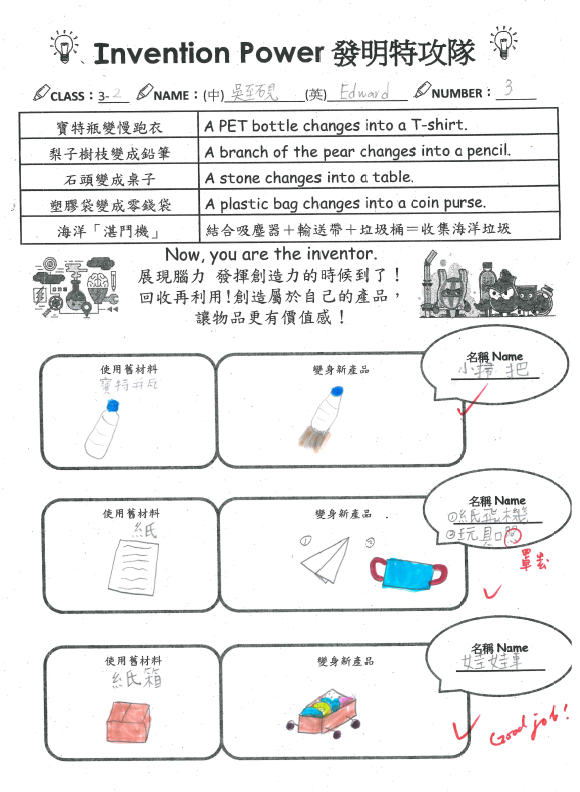 Invention Power 發明特攻隊
CLASS：3-2 NAME：(中) 吳至硯 (英) Edward NUMBER： 3
寶特瓶變慢跑衣 A PET bottle changes into a T-shirt.
梨子樹枝變成鉛筆 A branch of the pear changes into a pencil.
石頭變成桌子 A stone changes into a table.
塑膠袋變成零錢袋 A plastic bag changes into a coin purse.
海洋「湛鬥機」 結合吸塵器＋輸送帶＋垃圾桶＝收集海洋垃圾
Now, you are the inventor.
展現腦力 發揮創造力的時候到了！
回收再利用！創造屬於自己的產品，
讓物品更有價值感！
名稱 Name
小掃把
使用舊材料 變身新產品
寶特瓶
名稱 Name
①紙飛機
②玩具口
罩
使用舊材料 變身新產品
紙
① ②
名稱 Name
娃娃車
使用舊材料 變身新產品
紙箱
Good job!